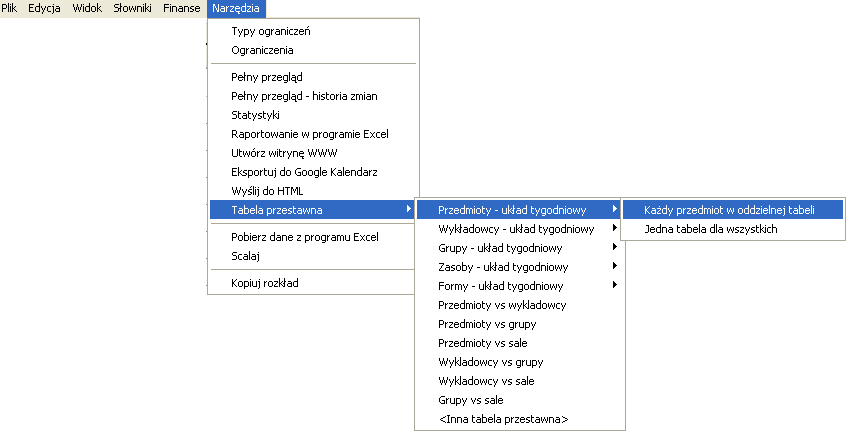 Plik Edycja Widok Słowniki Finanse Narzędzia
Typy ograniczeń
Ograniczenia
Pełny przegląd
Pełny przegląd - historia zmian
Statystyki
Raportowanie w programie Excel
Utwórz witrynę WWW
Eksportuj do Google Kalendarz
Wyślij do HTML
Tabela przestawna
Pobierz dane z programu Excel
Scalaj
Kopiuj rozkład
Przedmioty - układ tygodniowy
Wykładowcy - układ tygodniowy
Grupy - układ tygodniowy
Zasoby - układ tygodniowy
Formy - układ tygodniowy
Przedmioty vs wykladowcy
Przedmioty vs grupy
Przedmioty vs sale
Wykladowcy vs grupy
Wykladowcy vs sale
Grupy vs sale
<Inna tabela przestawna>
Każdy przedmiot w oddzielnej tabeli
Jedna tabela dla wszystkich